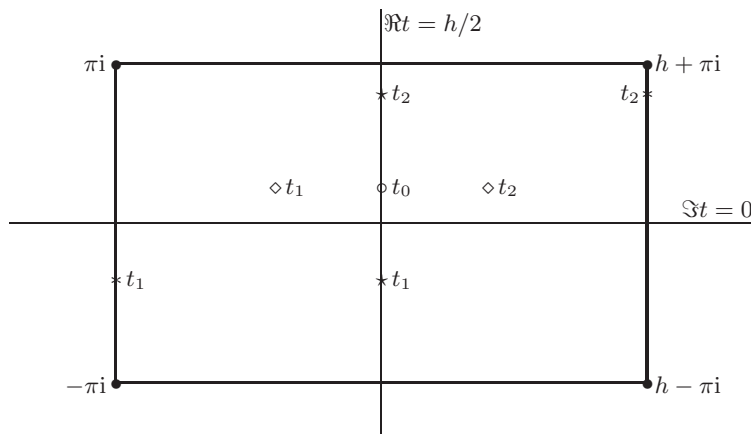 ℜt = h/2
πi
h + πi
⋆ t₂
t₂ ×
⋄ t₁
∘ t₀
⋄ t₂
ℑt = 0
× t₁
⋆ t₁
−πi
h − πi